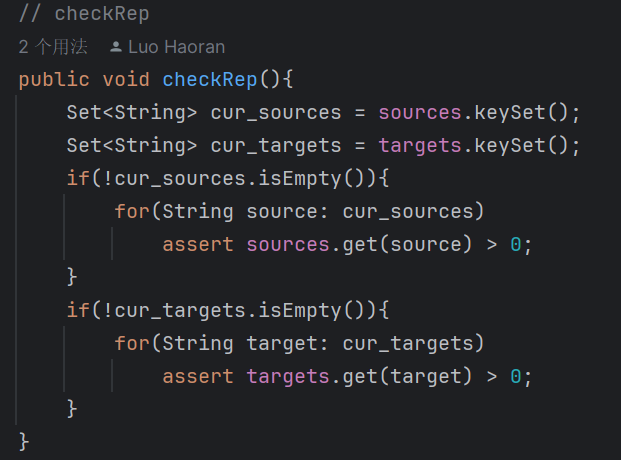 // checkRep
2 个用法 Luo Haoran
public void checkRep(){
    Set<String> cur_sources = sources.keySet();
    Set<String> cur_targets = targets.keySet();
    if(!cur_sources.isEmpty()){
        for(String source: cur_sources)
            assert sources.get(source) > 0;
    }
    if(!cur_targets.isEmpty()){
        for(String target: cur_targets)
            assert targets.get(target) > 0;
    }
}